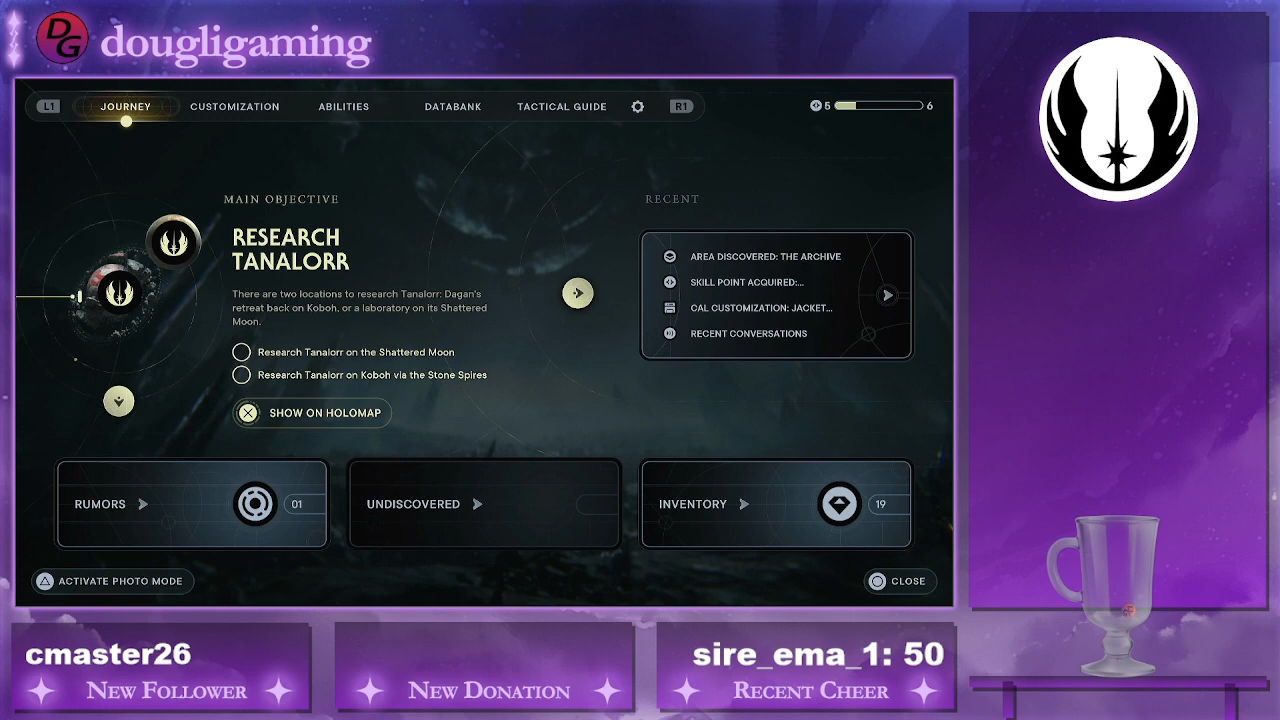 DG
dougligaming
L1
JOURNEY
CUSTOMIZATION
ABILITIES
DATABANK
TACTICAL GUIDE
R1
5
6
MAIN OBJECTIVE
RESEARCH
TANALORR
There are two locations to research Tanalorr: Dagan's
retreat back on Koboh, or a laboratory on its Shattered
Moon.
Research Tanalorr on the Shattered Moon
Research Tanalorr on Koboh via the Stone Spires
SHOW ON HOLOMAP
RECENT
AREA DISCOVERED: THE ARCHIVE
SKILL POINT ACQUIRED:...
CAL CUSTOMIZATION: JACKET...
RECENT CONVERSATIONS
RUMORS
01
UNDISCOVERED
INVENTORY
19
ACTIVATE PHOTO MODE
CLOSE
cmaster26
New Follower
New Donation
sire_ema_1: 50
Recent Cheer